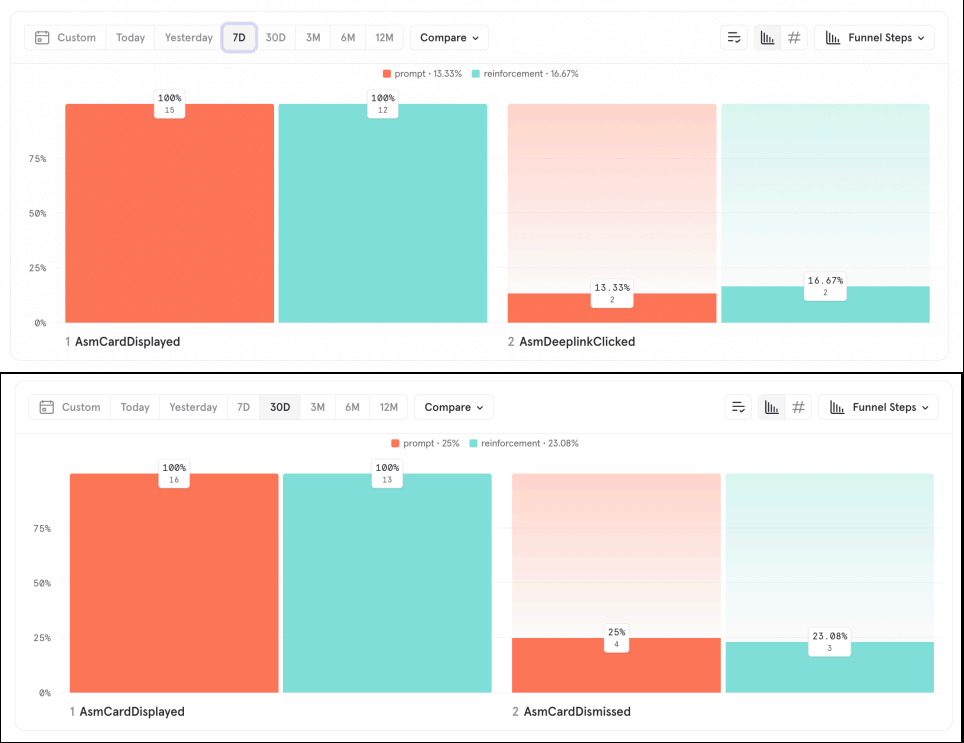 Custom Today Yesterday 7D 30D 3M 6M 12M Compare Funnel Steps
prompt · 13.33% reinforcement · 16.67%
100% 100%
15 12
75%
50%
25%
16.67%
13.33% 2
2
0%
1 AsmCardDisplayed 2 AsmDeeplinkClicked
Custom Today Yesterday 7D 30D 3M 6M 12M Compare Funnel Steps
prompt · 25% reinforcement · 23.08%
100% 100%
16 13
75%
50%
25% 25% 23.08%
4 3
0%
1 AsmCardDisplayed 2 AsmCardDismissed